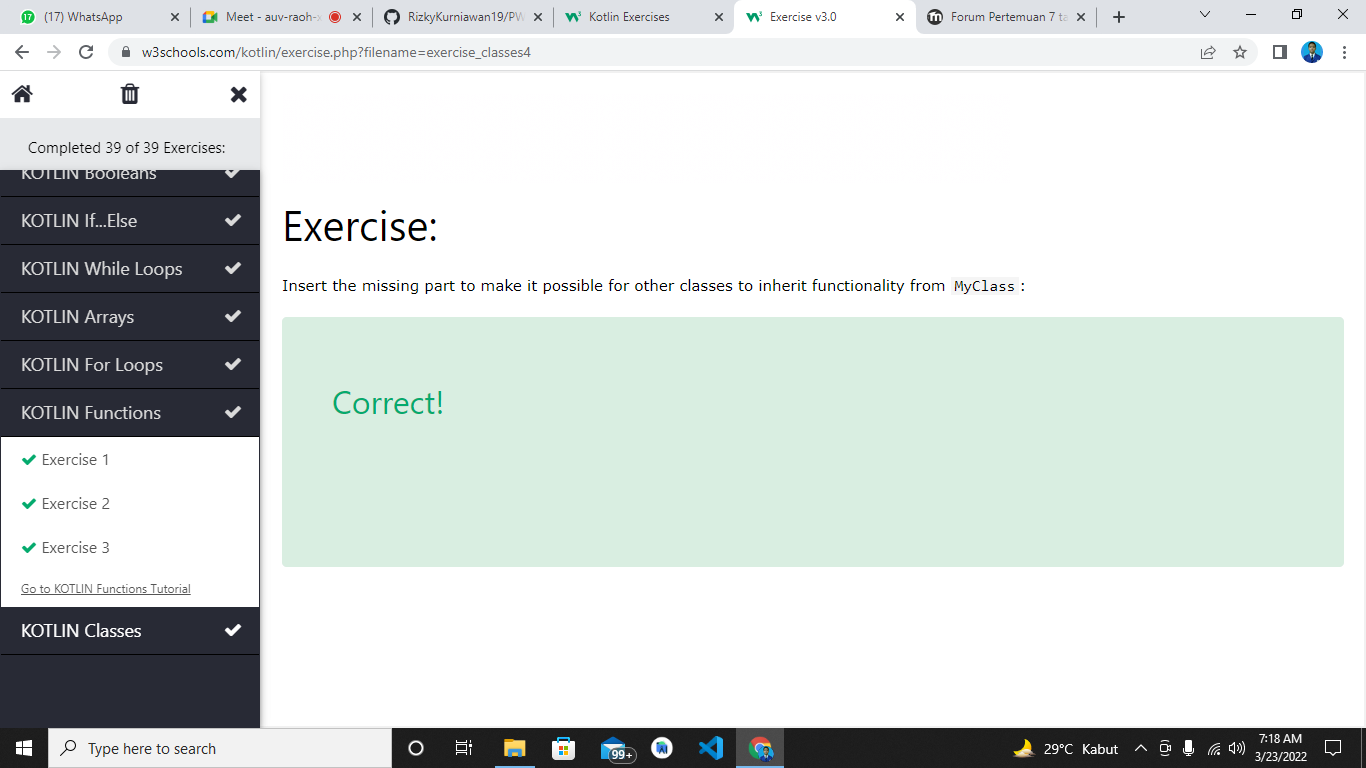 (17) WhatsApp
Meet - auv-raoh-
RizkyKurniawan19/PW
Kotlin Exercises
Exercise v3.0
Forum Pertemuan 7 ta
w3schools.com/kotlin/exercise.php?filename=exercise_classes4
Completed 39 of 39 Exercises:
KOTLIN Booleans
KOTLIN If...Else
KOTLIN While Loops
KOTLIN Arrays
KOTLIN For Loops
KOTLIN Functions
Exercise 1
Exercise 2
Exercise 3
Go to KOTLIN Functions Tutorial
KOTLIN Classes
Exercise:
Insert the missing part to make it possible for other classes to inherit functionality from MyClass:
Correct!
Type here to search
99+
29°C Kabut
7:18 AM
3/23/2022